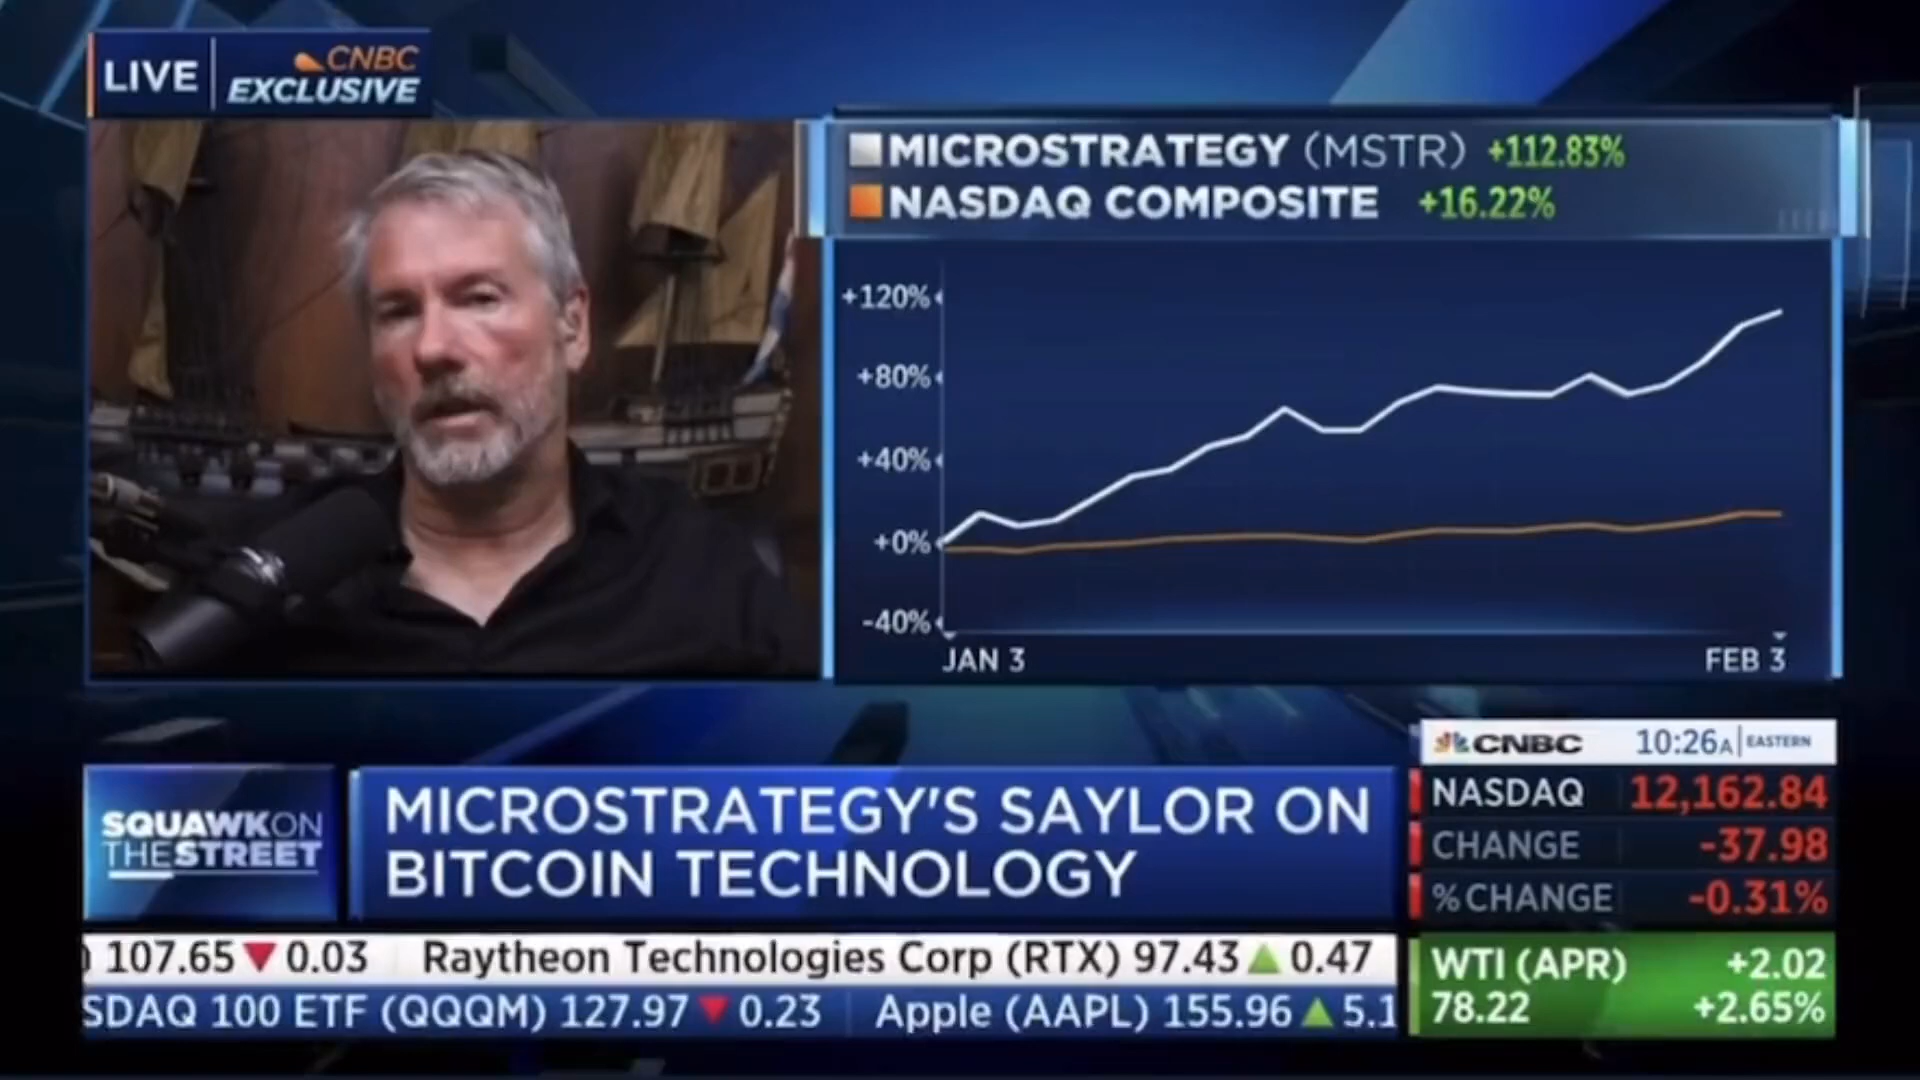 LIVE
CNBC
EXCLUSIVE
MICROSTRATEGY (MSTR) +112.83%
NASDAQ COMPOSITE +16.22%
+120%
+80%
+40%
+0%
-40%
JAN 3
FEB 3
SQUAWK ON
THE STREET
MICROSTRATEGY'S SAYLOR ON
BITCOIN TECHNOLOGY
CNBC 10:26A EASTERN
NASDAQ 12,162.84
CHANGE -37.98
% CHANGE -0.31%
WTI (APR) +2.02
78.22 +2.65%
107.65 ▼ 0.03 Raytheon Technologies Corp (RTX) 97.43 ▲ 0.47
SDAQ 100 ETF (QQQM) 127.97 ▼ 0.23 Apple (AAPL) 155.96 ▲ 5.1